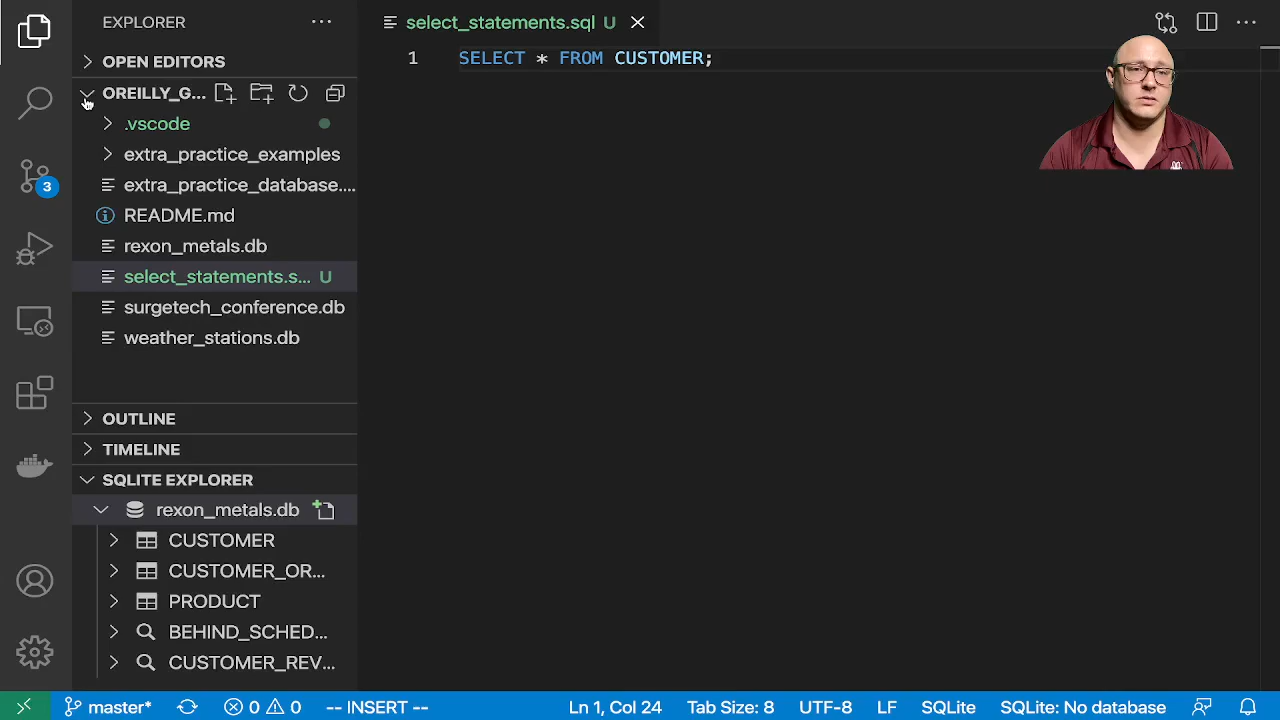 EXPLORER
OPEN EDITORS
OREILLY_G...
.vscode
extra_practice_examples
extra_practice_database....
README.md
rexon_metals.db
select_statements.s... U
surgetech_conference.db
weather_stations.db
OUTLINE
TIMELINE
SQLITE EXPLORER
rexon_metals.db
CUSTOMER
CUSTOMER_OR...
PRODUCT
BEHIND_SCHED...
CUSTOMER_REV...
3
select_statements.sql U
1 SELECT * FROM CUSTOMER;
master* 0 0 -- INSERT -- Ln 1, Col 24 Tab Size: 8 UTF-8 LF SQLite SQLite: No database